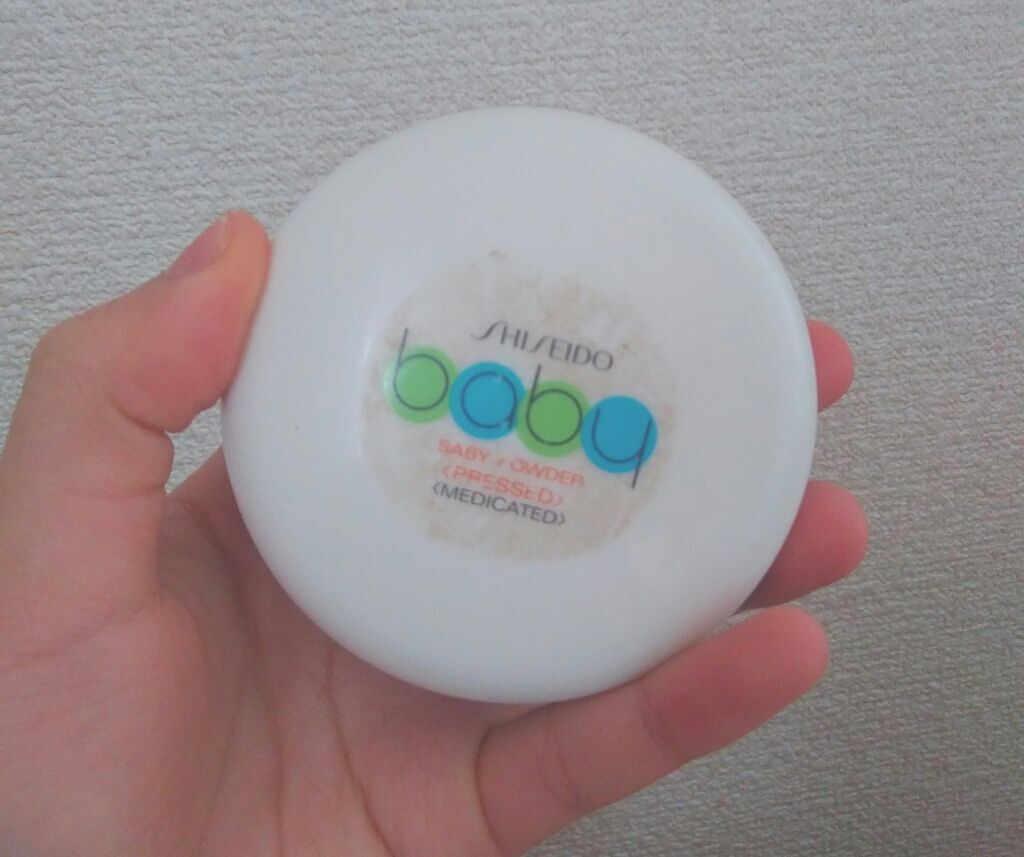 SHISEIDO
baby
BABY POWDER
<PRESSED>
<MEDICATED>